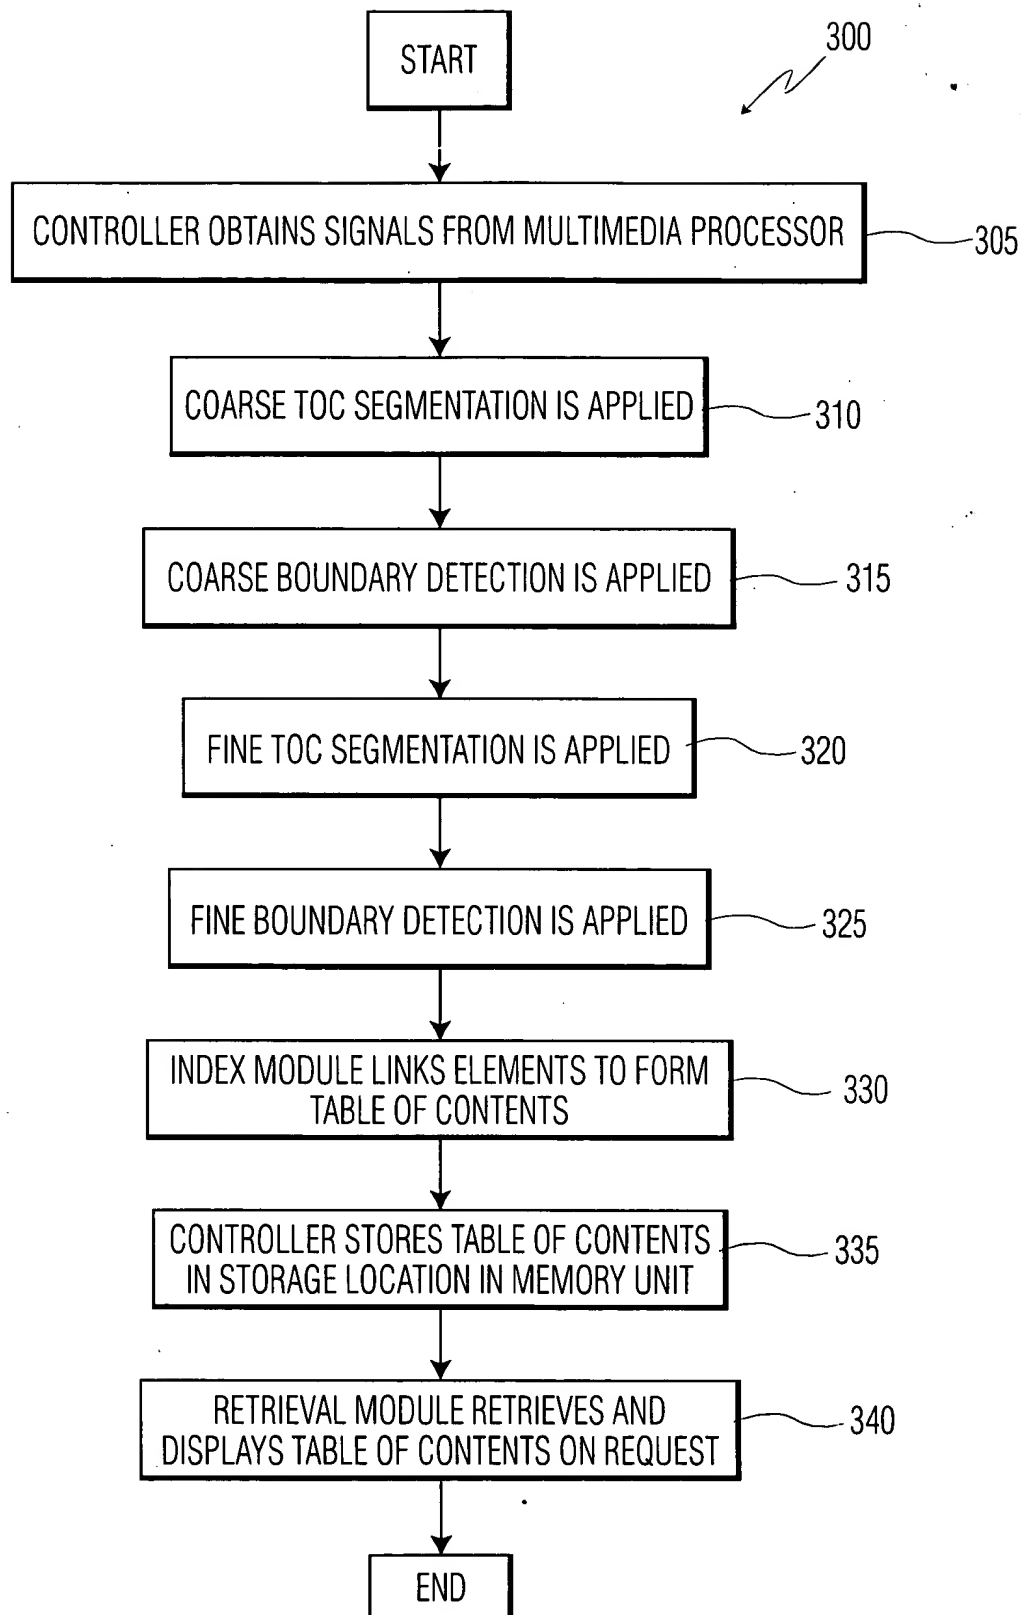 START
300
CONTROLLER OBTAINS SIGNALS FROM MULTIMEDIA PROCESSOR
305
COARSE TOC SEGMENTATION IS APPLIED
310
COARSE BOUNDARY DETECTION IS APPLIED
315
FINE TOC SEGMENTATION IS APPLIED
320
FINE BOUNDARY DETECTION IS APPLIED
325
INDEX MODULE LINKS ELEMENTS TO FORM
TABLE OF CONTENTS
330
CONTROLLER STORES TABLE OF CONTENTS
IN STORAGE LOCATION IN MEMORY UNIT
335
RETRIEVAL MODULE RETRIEVES AND
DISPLAYS TABLE OF CONTENTS ON REQUEST
340
END